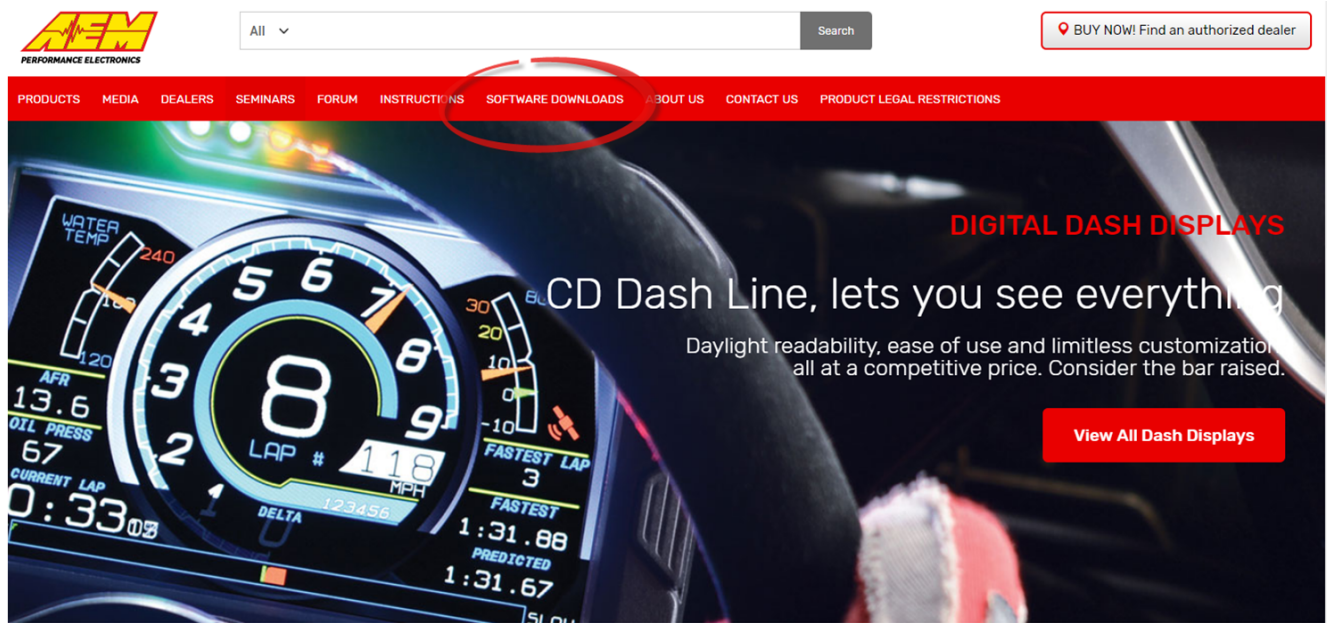 AEM
PERFORMANCE ELECTRONICS
All
Search
BUY NOW! Find an authorized dealer
PRODUCTS MEDIA DEALERS SEMINARS FORUM INSTRUCTIONS SOFTWARE DOWNLOADS ABOUT US CONTACT US PRODUCT LEGAL RESTRICTIONS
DIGITAL DASH DISPLAYS
CD Dash Line, lets you see everything
Daylight readability, ease of use and limitless customization
all at a competitive price. Consider the bar raised.
View All Dash Displays
WATER
TEMP
240
120
AFR
13.6
OIL PRESS
67
CURRENT LAP
0:33
1
2
3
4
5
6
7
8
9
8
LAP #
118
MPH
123456
DELTA
0
30
20
10
0
-10
FASTEST LAP
3
FASTEST
1:31.88
PREDICTED
1:31.67